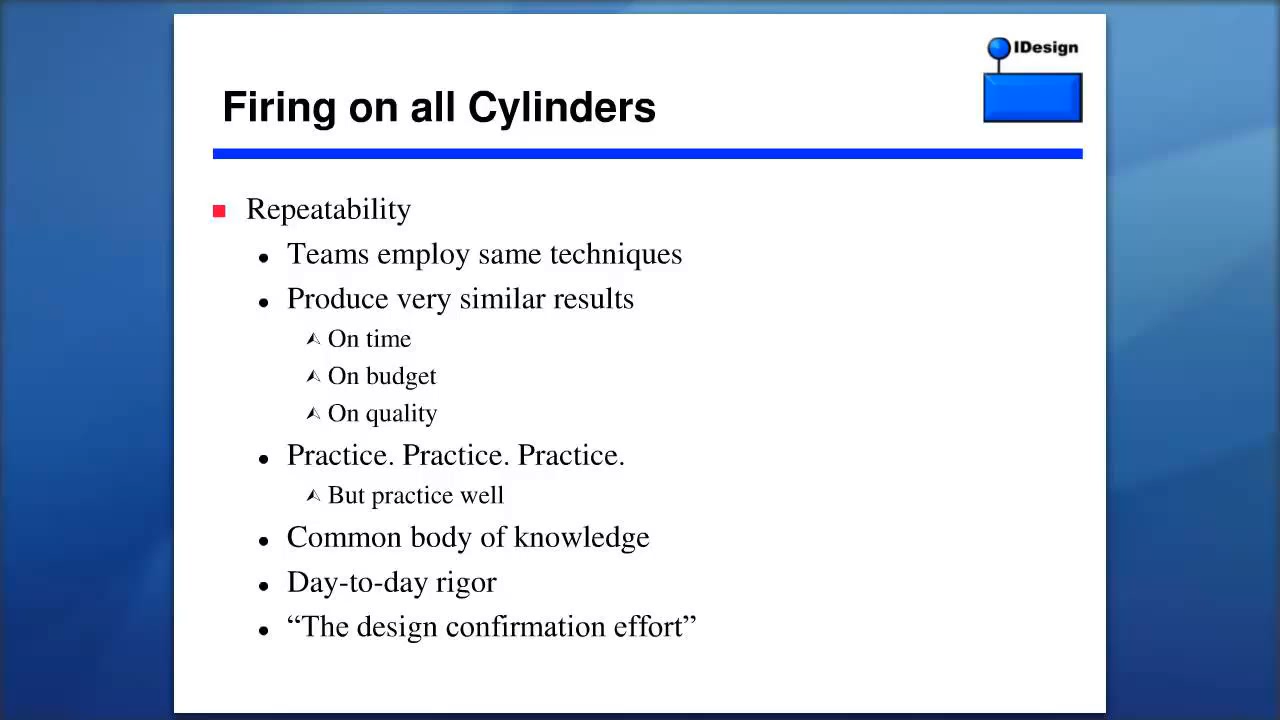 IDesign
Firing on all Cylinders
Repeatability
Teams employ same techniques
Produce very similar results
On time
On budget
On quality
Practice. Practice. Practice.
But practice well
Common body of knowledge
Day-to-day rigor
“The design confirmation effort”